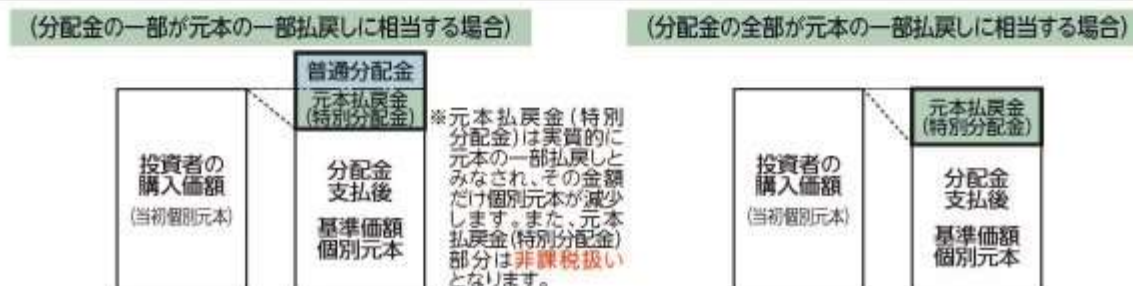 (分配金の一部が元本の一部払戻しに相当する場合)
投資者の
購入価額
(当初個別元本)
普通分配金
元本払戻金
(特別分配金)
分配金
支払後
基準価額
個別元本
※元本払戻金(特別
分配金)は実質的に
元本の一部払戻しと
みなされ、その金額
だけ個別元本が減少
します。また、元本
払戻金(特別分配金)
部分は非課税扱い
となります。
(分配金の全部が元本の一部払戻しに相当する場合)
投資者の
購入価額
(当初個別元本)
元本払戻金
(特別分配金)
分配金
支払後
基準価額
個別元本